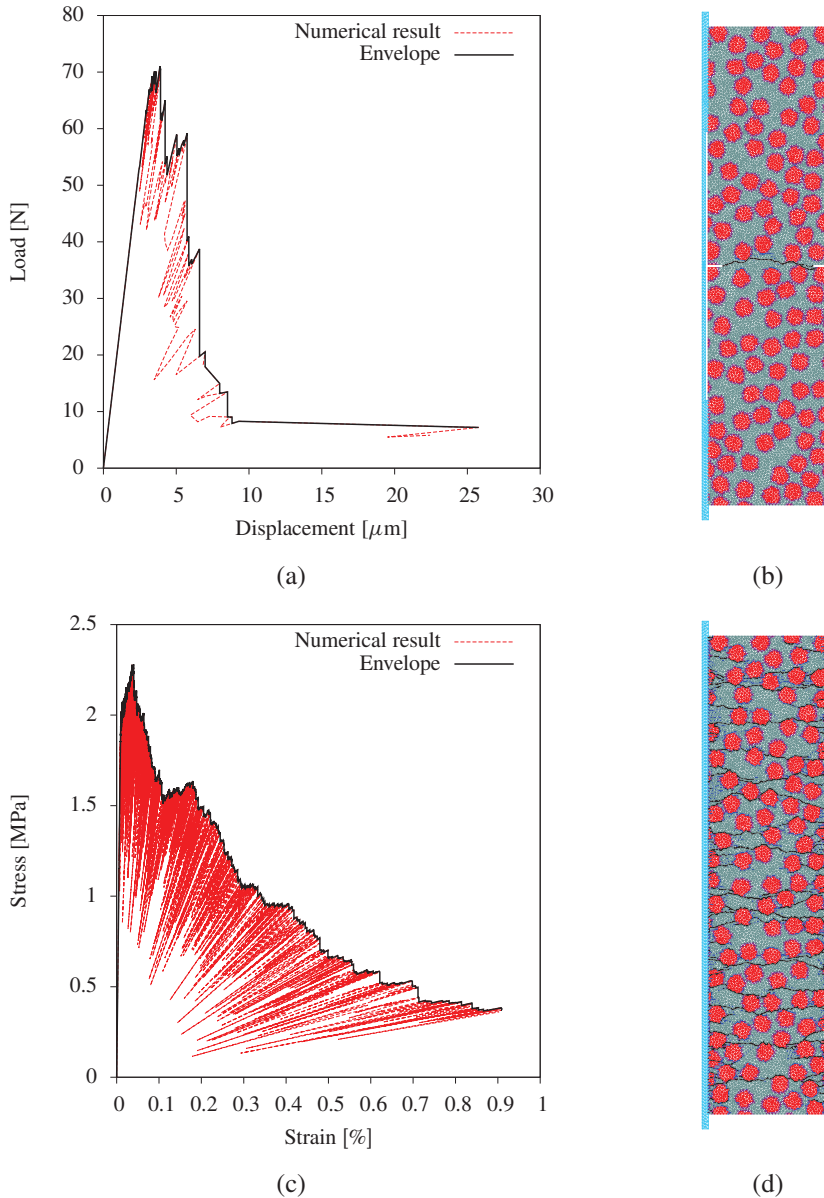 80
70
60
50
40
30
20
10
0
Load [N]
Numerical result
Envelope
0 5 10 15 20 25 30
Displacement [μm]
(a)
(b)
2.5
2
1.5
1
0.5
0
Stress [MPa]
Numerical result
Envelope
0 0.1 0.2 0.3 0.4 0.5 0.6 0.7 0.8 0.9 1
Strain [%]
(c)
(d)